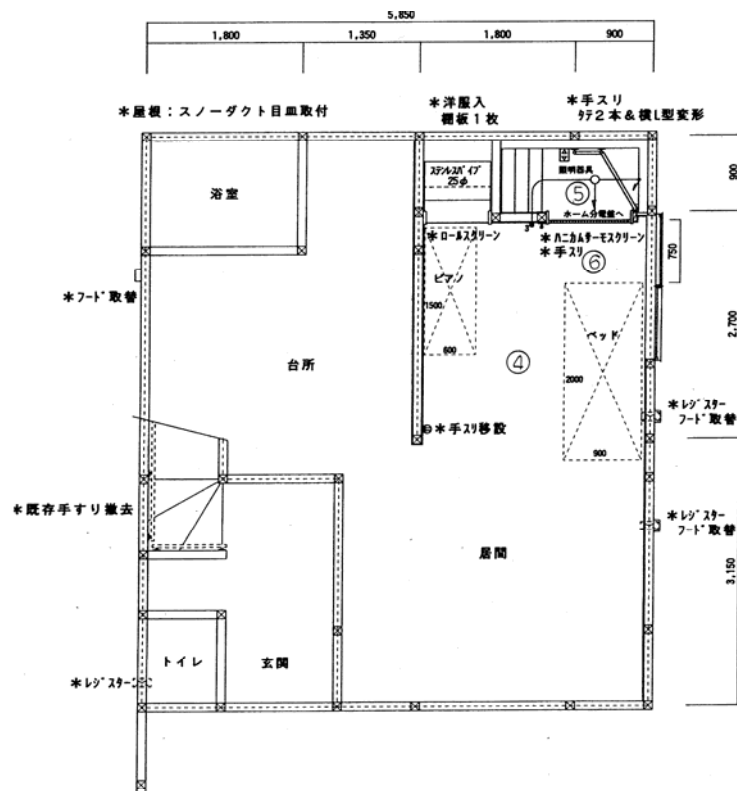 5,850
1,800
1,350
1,800
900
＊屋根：スノーダクト目皿取付
＊洋服入
棚板１枚
＊手スリ
ﾀﾃ２本＆横L型変形
浴室
ｽﾃﾝﾚｽﾊﾟｲﾌﾟ
25φ
照明器具
⑤
ホーム分電盤へ
900
＊ﾛｰﾙｽｸﾘｰﾝ
3
＊ﾊﾆｶﾑｻｰﾓｽｸﾘｰﾝ
＊手スリ
⑥
750
＊ﾌｰﾄﾞ取替
ピアノ
1500
600
2,700
台所
④
ベッド
2000
900
＊ﾚｼﾞｽﾀｰ
ﾌｰﾄﾞ取替
＊手ｽﾘ移設
＊既存手すり撤去
＊ﾚｼﾞｽﾀｰ
ﾌｰﾄﾞ取替
居間
3,150
トイレ
玄関
＊ﾚｼﾞｽﾀｰ